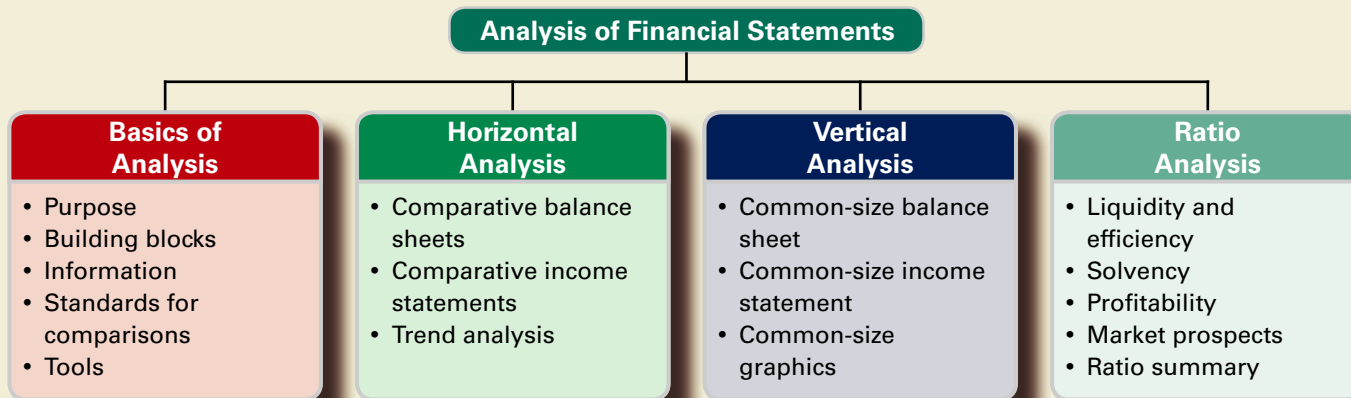 Analysis of Financial Statements
Basics of
Analysis
• Purpose
• Building blocks
• Information
• Standards for
comparisons
• Tools
Horizontal
Analysis
• Comparative balance
sheets
• Comparative income
statements
• Trend analysis
Vertical
Analysis
• Common-size balance
sheet
• Common-size income
statement
• Common-size
graphics
Ratio
Analysis
• Liquidity and
efficiency
• Solvency
• Profitability
• Market prospects
• Ratio summary